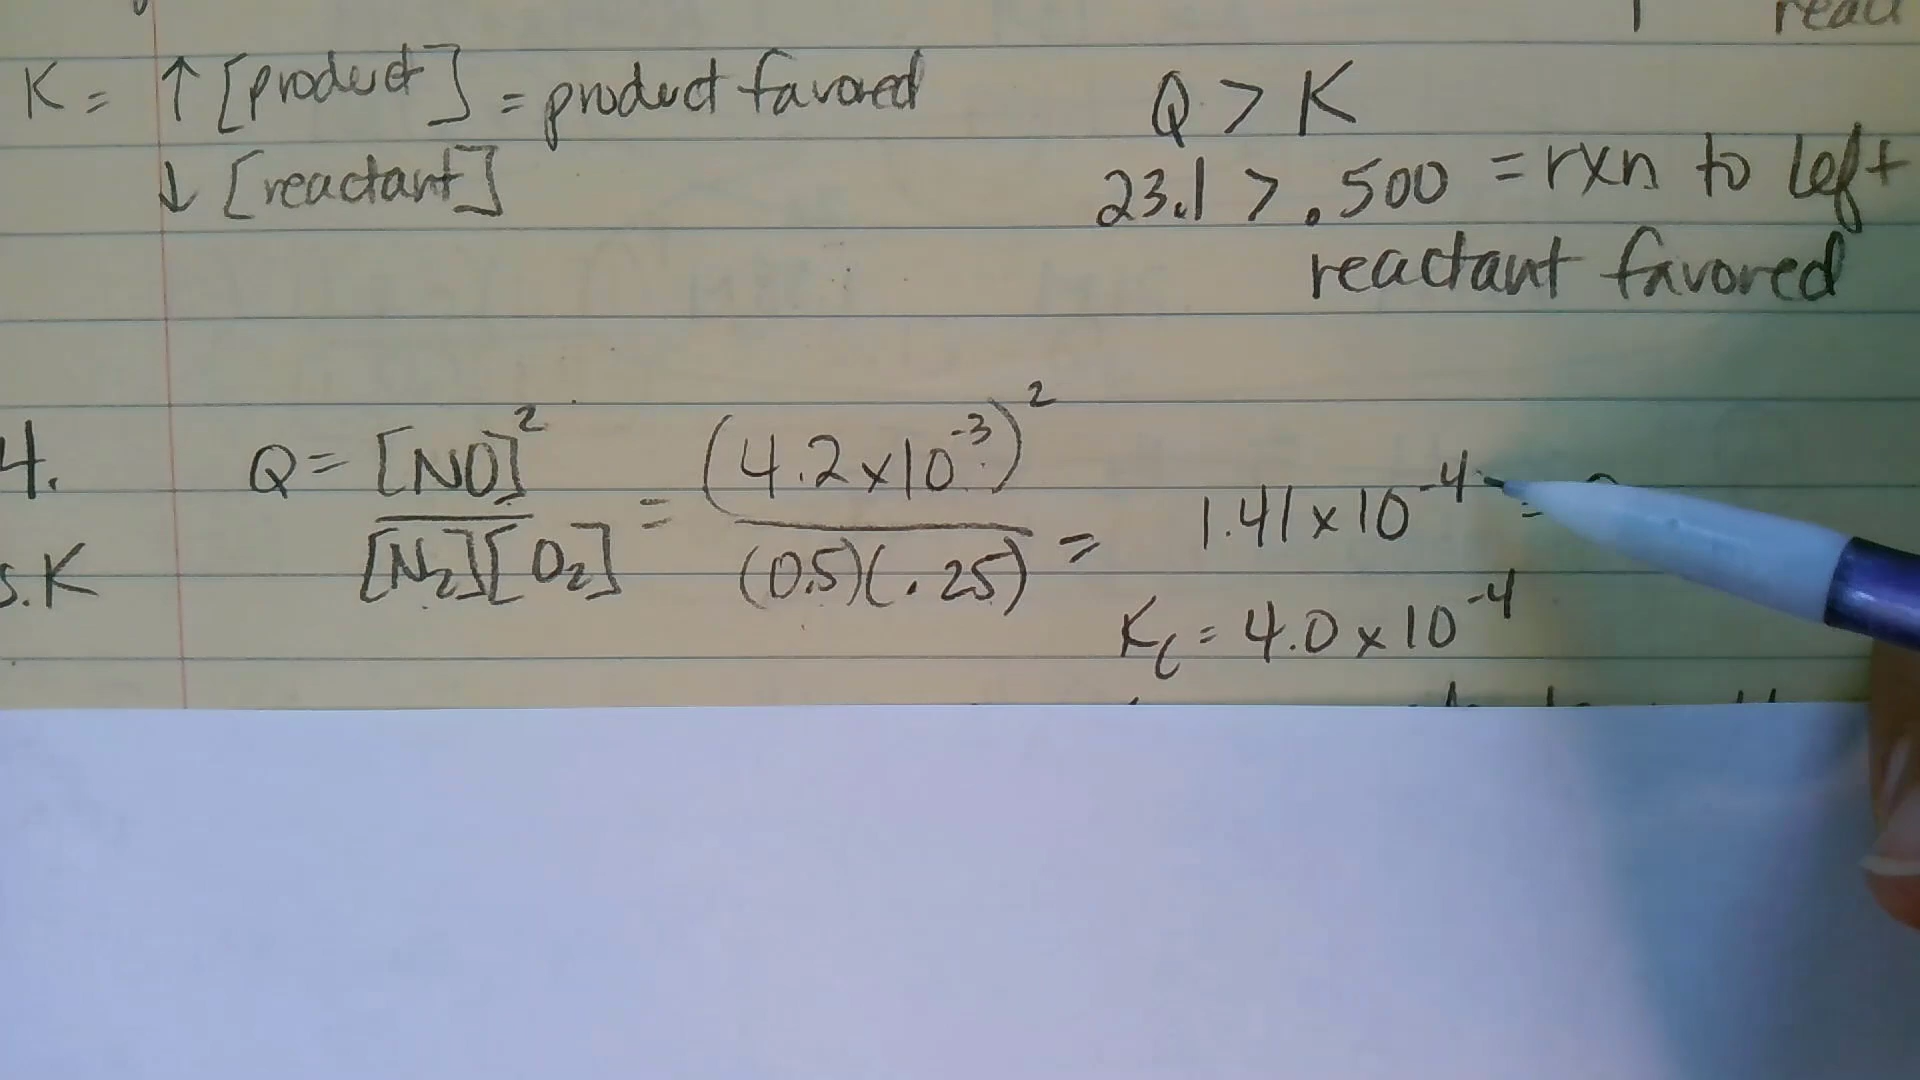 K = ↑ [product] = product favored
↓ [reactant]
Q > K
23.1 > .500 = rxn to left
reactant favored
4. Q = [NO]² / [N₂][O₂] = (4.2 x 10⁻³)² / (0.5)(.25) = 1.41 x 10⁻⁴ =
s. K
Kc = 4.0 x 10⁻⁴